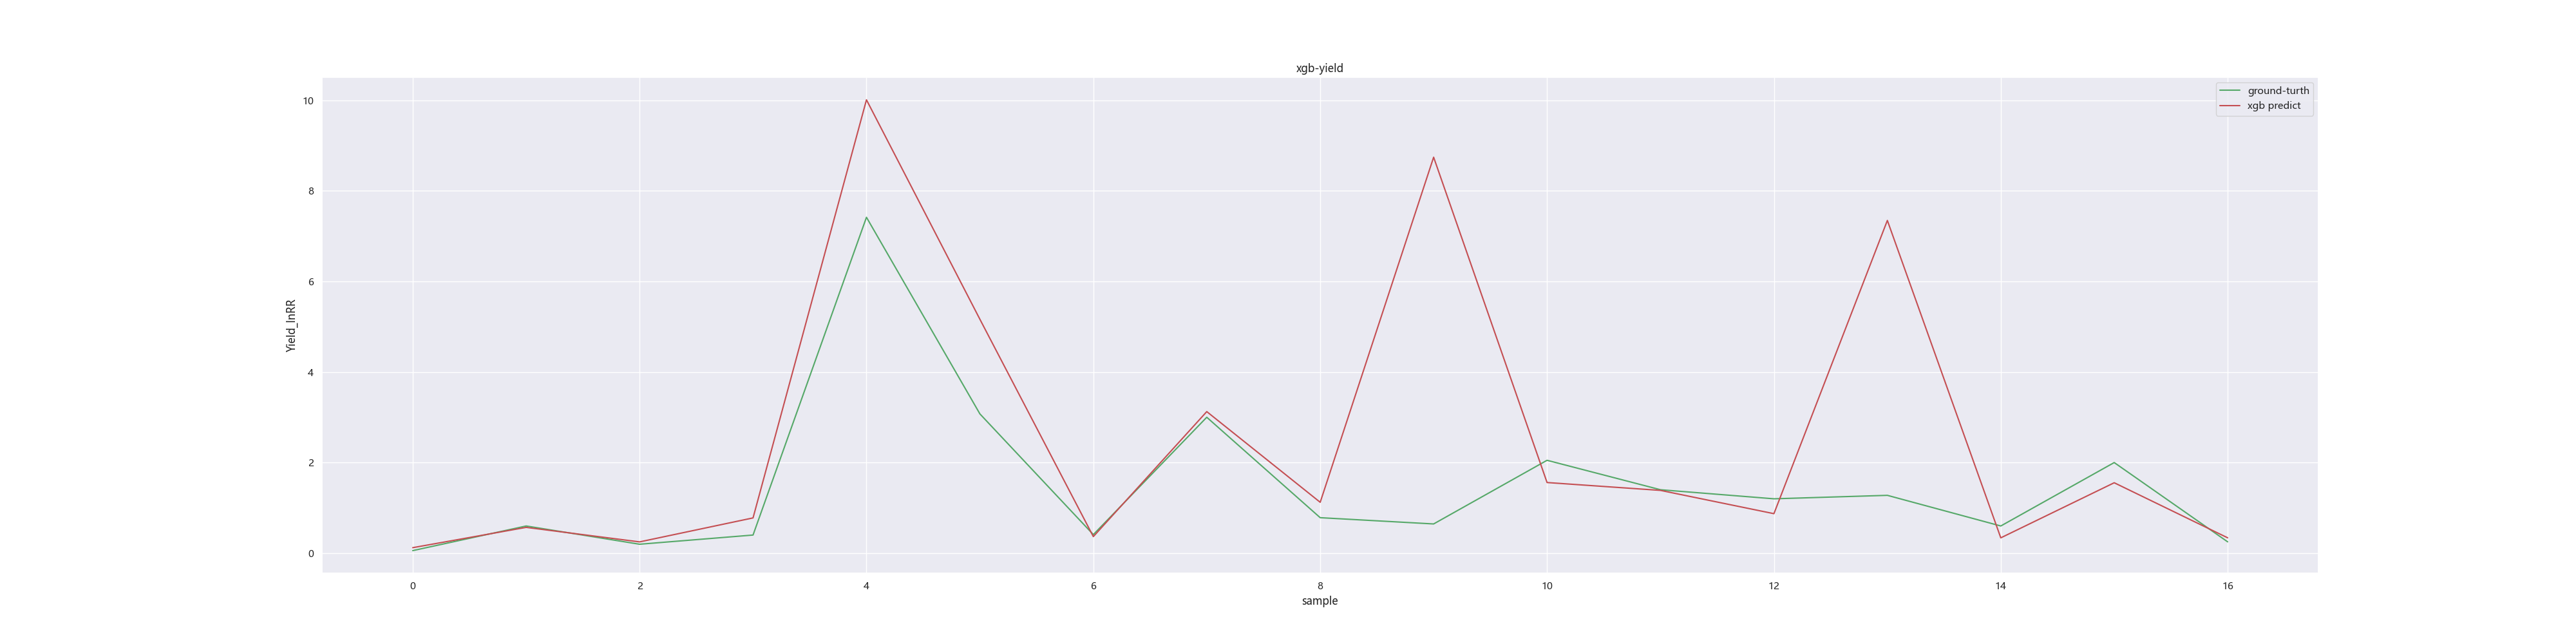 xgb-yield
ground-turth
xgb predict
10
8
6
4
2
0
Yield_lnRR
0 2 4 6 8 10 12 14 16
sample